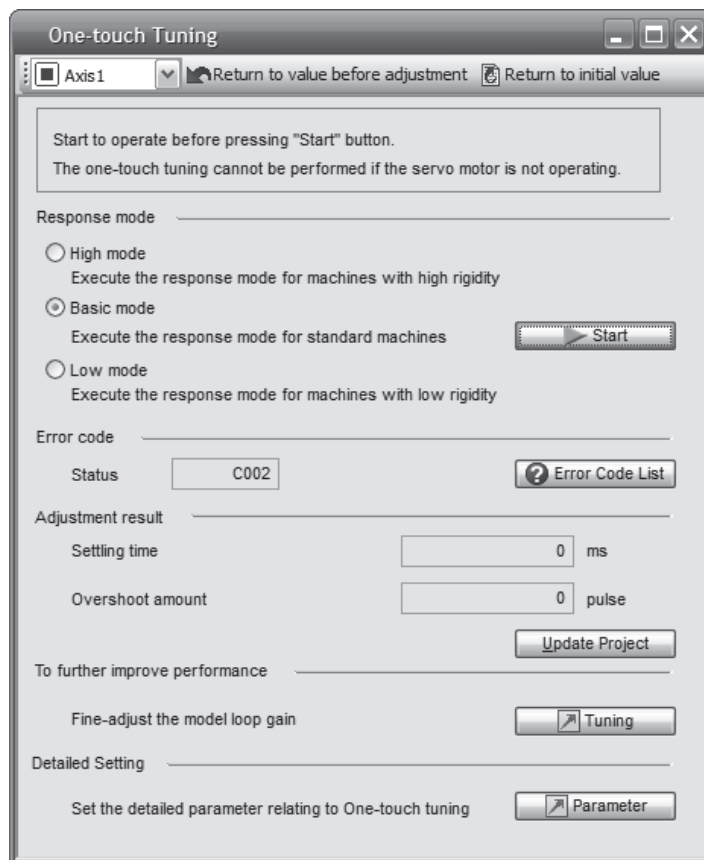 One-touch Tuning
Axis1 Return to value before adjustment Return to initial value
Start to operate before pressing "Start" button.
The one-touch tuning cannot be performed if the servo motor is not operating.
Response mode
High mode
Execute the response mode for machines with high rigidity
Basic mode
Execute the response mode for standard machines Start
Low mode
Execute the response mode for machines with low rigidity
Error code
Status C002 Error Code List
Adjustment result
Settling time 0 ms
Overshoot amount 0 pulse
Update Project
To further improve performance
Fine-adjust the model loop gain Tuning
Detailed Setting
Set the detailed parameter relating to One-touch tuning Parameter